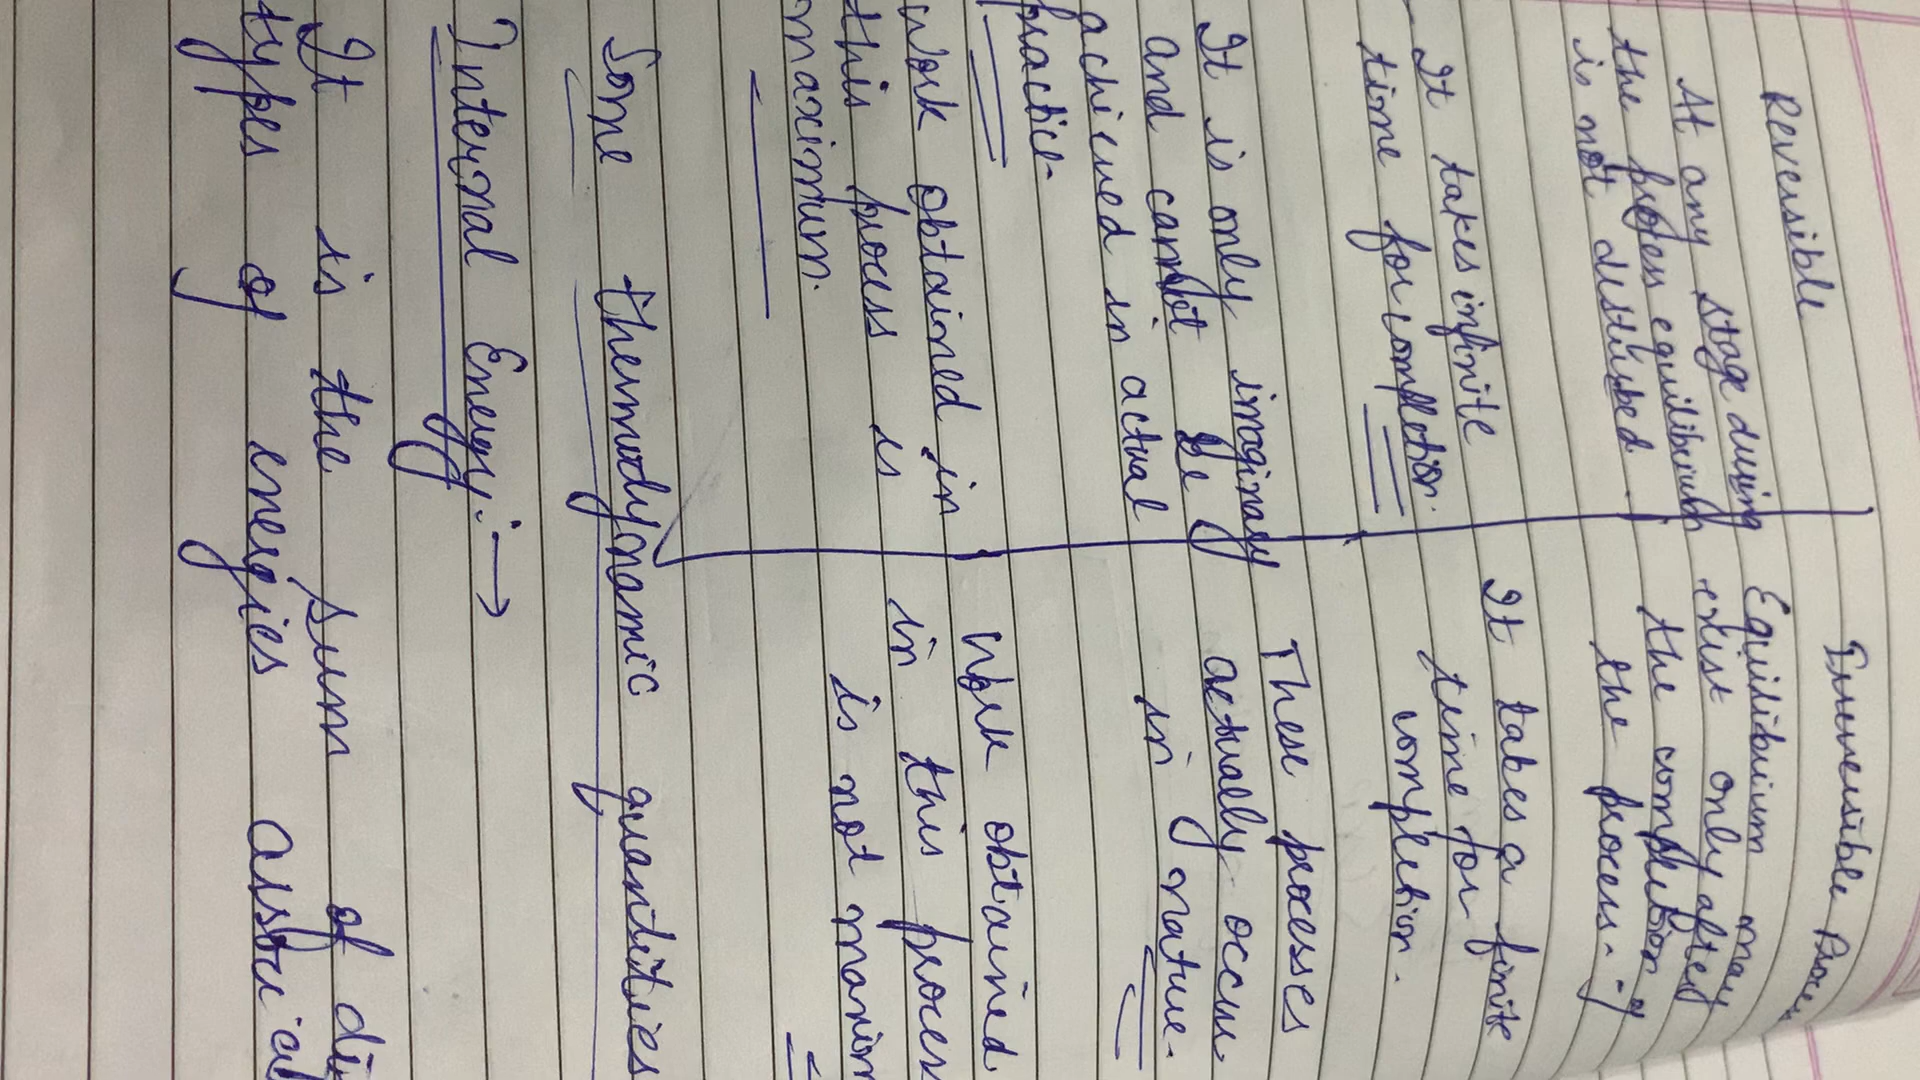 Reversible
At any stage during
the process equilibrium
is not disturbed.
It takes infinite
time for completion.
It is only imaginary
and cannot be
achieved in actual
practice.
Work obtained in
this process is
maximum.
Irreversible
Equilibrium may
exist only after
the completion of
the process.
It takes a finite
time for
completion.
These processes
actually occur
in nature.
Work obtained
in this proces
is not maxim
Some thermodynamic quantities
Internal Energy:→
It is the sum of di
types of energies associa